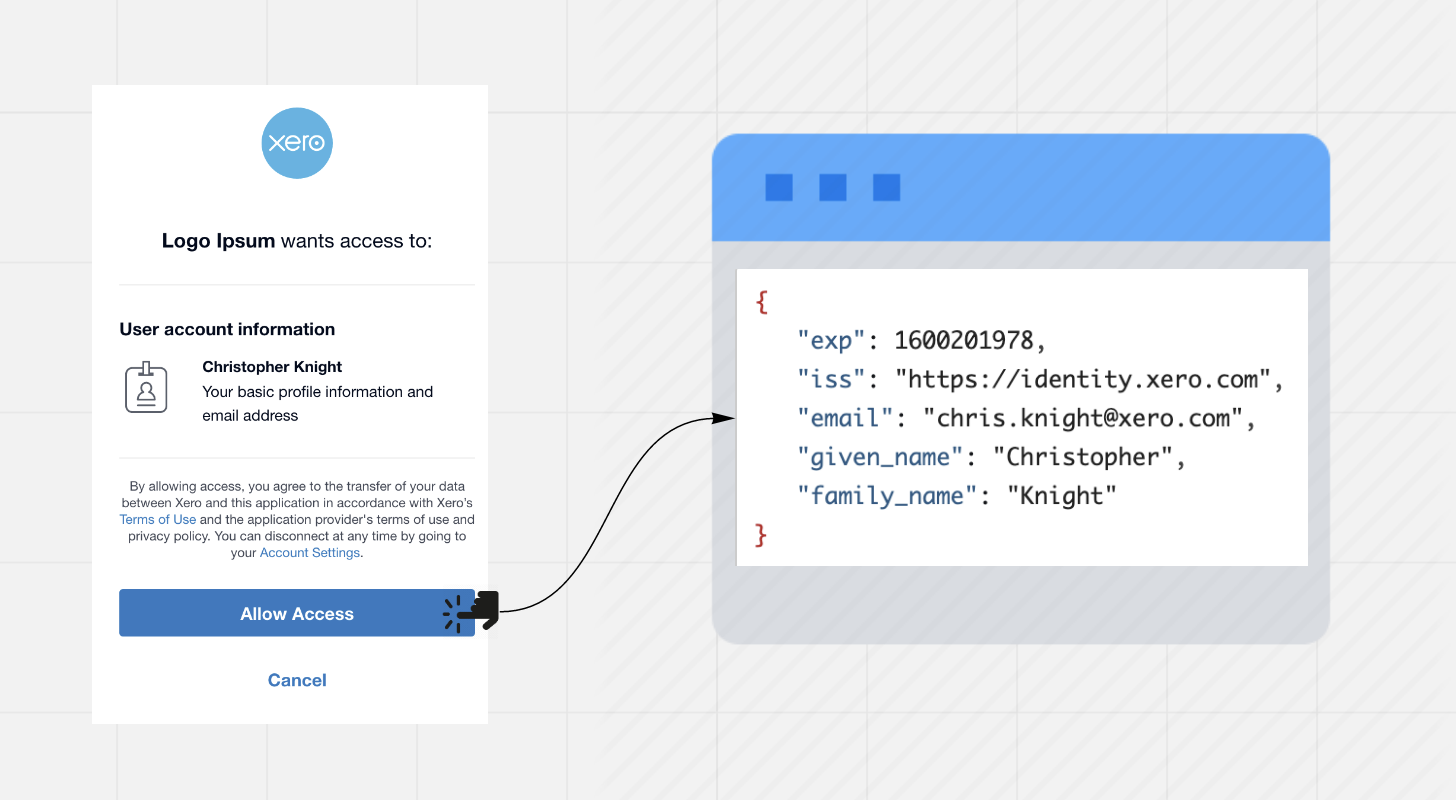 xero
Logo Ipsum wants access to:
User account information
Christopher Knight
Your basic profile information and
email address
By allowing access, you agree to the transfer of your data
between Xero and this application in accordance with Xero’s
Terms of Use and the application provider's terms of use and
privacy policy. You can disconnect at any time by going to
your Account Settings.
Allow Access
Cancel
{
"exp": 1600201978,
"iss": "https://identity.xero.com",
"email": "chris.knight@xero.com",
"given_name": "Christopher",
"family_name": "Knight"
}